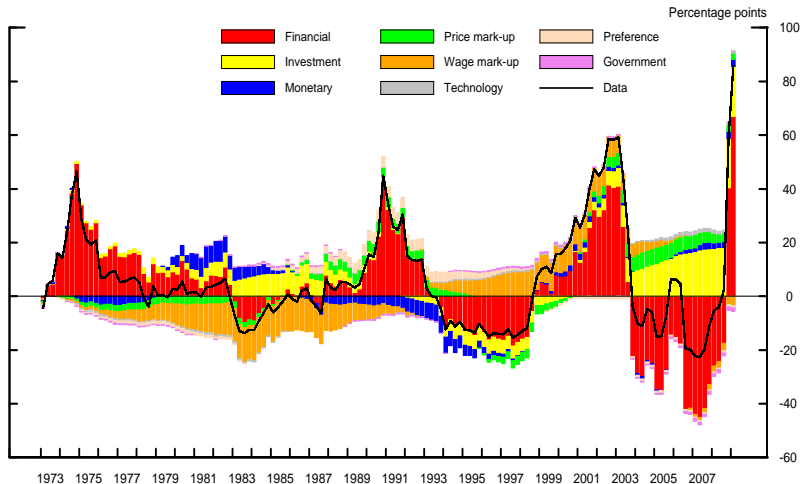 Percentage points
Financial Price mark-up Preference
Investment Wage mark-up Government
Monetary Technology Data
100
80
60
40
20
0
-20
-40
-60
1973 1975 1977 1979 1981 1983 1985 1987 1989 1991 1993 1995 1997 1999 2001 2003 2005 2007